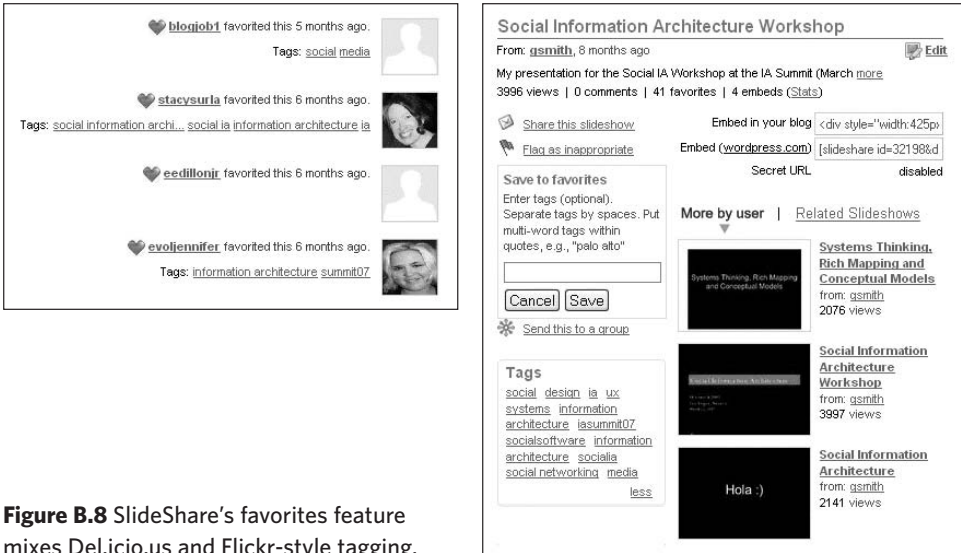 blogjob1 favorited this 5 months ago.
Tags: social media
stacysurla favorited this 6 months ago.
Tags: social information archi... social ia information architecture ia
eedillonjr favorited this 6 months ago.
evoljennifer favorited this 6 months ago.
Tags: information architecture summit07
Social Information Architecture Workshop
From: gsmith, 8 months ago
Edit
My presentation for the Social IA Workshop at the IA Summit (March more
3996 views | 0 comments | 41 favorites | 4 embeds (Stats)
Share this slideshow
Flag as inappropriate
Embed in your blog <div style="width:425p
Embed (wordpress.com) [slideshare id=32198&d
Secret URL disabled
Save to favorites
Enter tags (optional).
Separate tags by spaces. Put
multi-word tags within
quotes, e.g., "palo alto"
Cancel Save
Send this to a group
Tags
social design ia ux
systems information
architecture iasummit07
socialsoftware information
architecture socialia
social networking media
less
More by user | Related Slideshows
Systems Thinking, Rich Mapping
and Conceptual Models
Systems Thinking,
Rich Mapping and
Conceptual Models
from: gsmith
2076 views
Social Information
Architecture
Workshop
from: gsmith
3997 views
Hola :)
Social Information
Architecture
from: gsmith
2141 views
Figure B.8 SlideShare's favorites feature
mixes Del.icio.us and Flickr-style tagging.